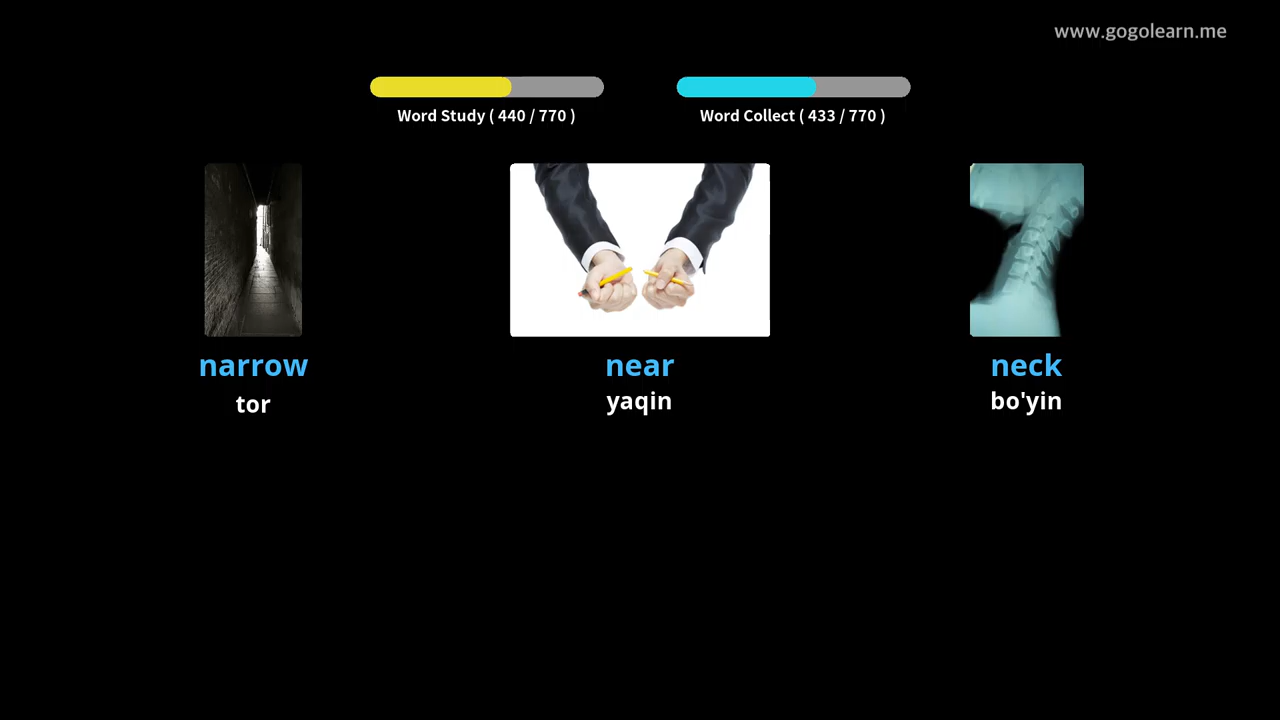 www.gogolearn.me
Word Study ( 440 / 770 )
Word Collect ( 433 / 770 )
narrow
tor
near
yaqin
neck
bo'yin